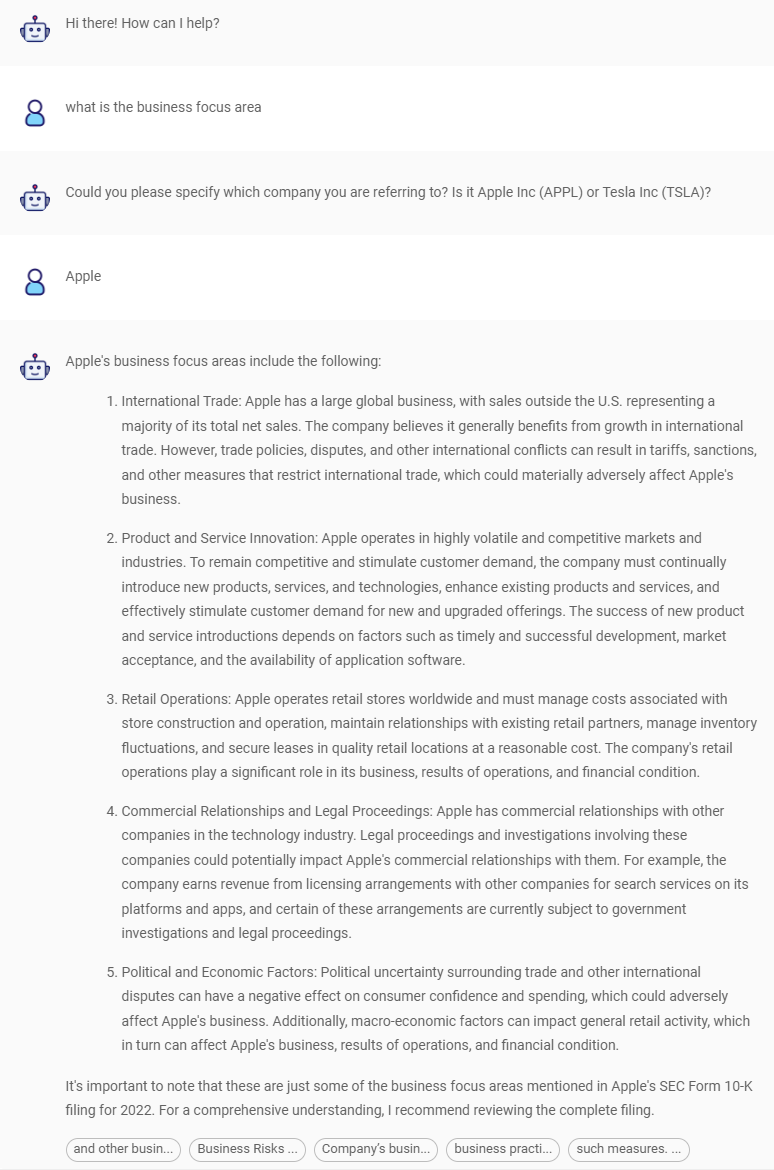 Hi there! How can I help?
what is the business focus area
Could you please specify which company you are referring to? Is it Apple Inc (APPL) or Tesla Inc (TSLA)?
Apple
Apple's business focus areas include the following:
1. International Trade: Apple has a large global business, with sales outside the U.S. representing a
majority of its total net sales. The company believes it generally benefits from growth in international
trade. However, trade policies, disputes, and other international conflicts can result in tariffs, sanctions,
and other measures that restrict international trade, which could materially adversely affect Apple's
business.
2. Product and Service Innovation: Apple operates in highly volatile and competitive markets and
industries. To remain competitive and stimulate customer demand, the company must continually
introduce new products, services, and technologies, enhance existing products and services, and
effectively stimulate customer demand for new and upgraded offerings. The success of new product
and service introductions depends on factors such as timely and successful development, market
acceptance, and the availability of application software.
3. Retail Operations: Apple operates retail stores worldwide and must manage costs associated with
store construction and operation, maintain relationships with existing retail partners, manage inventory
fluctuations, and secure leases in quality retail locations at a reasonable cost. The company's retail
operations play a significant role in its business, results of operations, and financial condition.
4. Commercial Relationships and Legal Proceedings: Apple has commercial relationships with other
companies in the technology industry. Legal proceedings and investigations involving these
companies could potentially impact Apple's commercial relationships with them. For example, the
company earns revenue from licensing arrangements with other companies for search services on its
platforms and apps, and certain of these arrangements are currently subject to government
investigations and legal proceedings.
5. Political and Economic Factors: Political uncertainty surrounding trade and other international
disputes can have a negative effect on consumer confidence and spending, which could adversely
affect Apple's business. Additionally, macro-economic factors can impact general retail activity, which
in turn can affect Apple's business, results of operations, and financial condition.
It's important to note that these are just some of the business focus areas mentioned in Apple's SEC Form 10-K
filing for 2022. For a comprehensive understanding, I recommend reviewing the complete filing.
and other busin... Business Risks ... Company's busin... business practi... such measures. ...